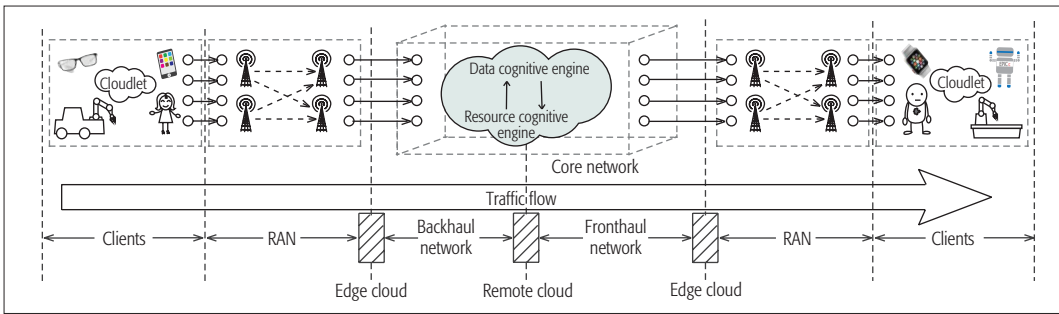 Cloudlet
Data cognitive engine
Resource cognitive
engine
EPIC
Cloudlet
Core network
Traffic flow
Clients
RAN
Backhaul
network
Fronthaul
network
RAN
Clients
Edge cloud
Remote cloud
Edge cloud